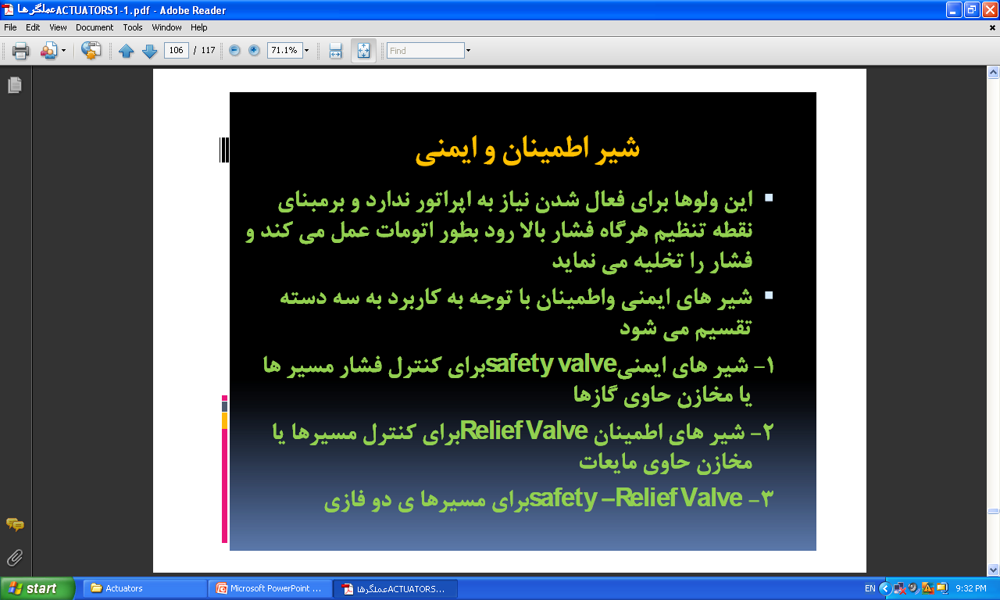 عملگرهاACTUATORS1-1.pdf - Adobe Reader
File Edit View Document Tools Window Help
106 / 117 71.1% Find
شیر اطمینان و ایمنی
این ولوها برای فعال شدن نیاز به اپراتور ندارد و برمبنای
نقطه تنظیم هرگاه فشار بالا رود بطور اتومات عمل می کند و
فشار را تخلیه می نماید
شیر های ایمنی واطمینان با توجه به کاربرد به سه دسته
تقسیم می شود
۱- شیر های ایمنیsafety valveبرای کنترل فشار مسیر ها
یا مخازن حاوی گازها
۲- شیر های اطمینان Relief Valveبرای کنترل مسیرها یا
مخازن حاوی مایعات
۳- safety –Relief Valveبرای مسیرها ی دو فازی
start Actuators Microsoft PowerPoint ... عملگرهاACTUATORS... EN 9:32 PM